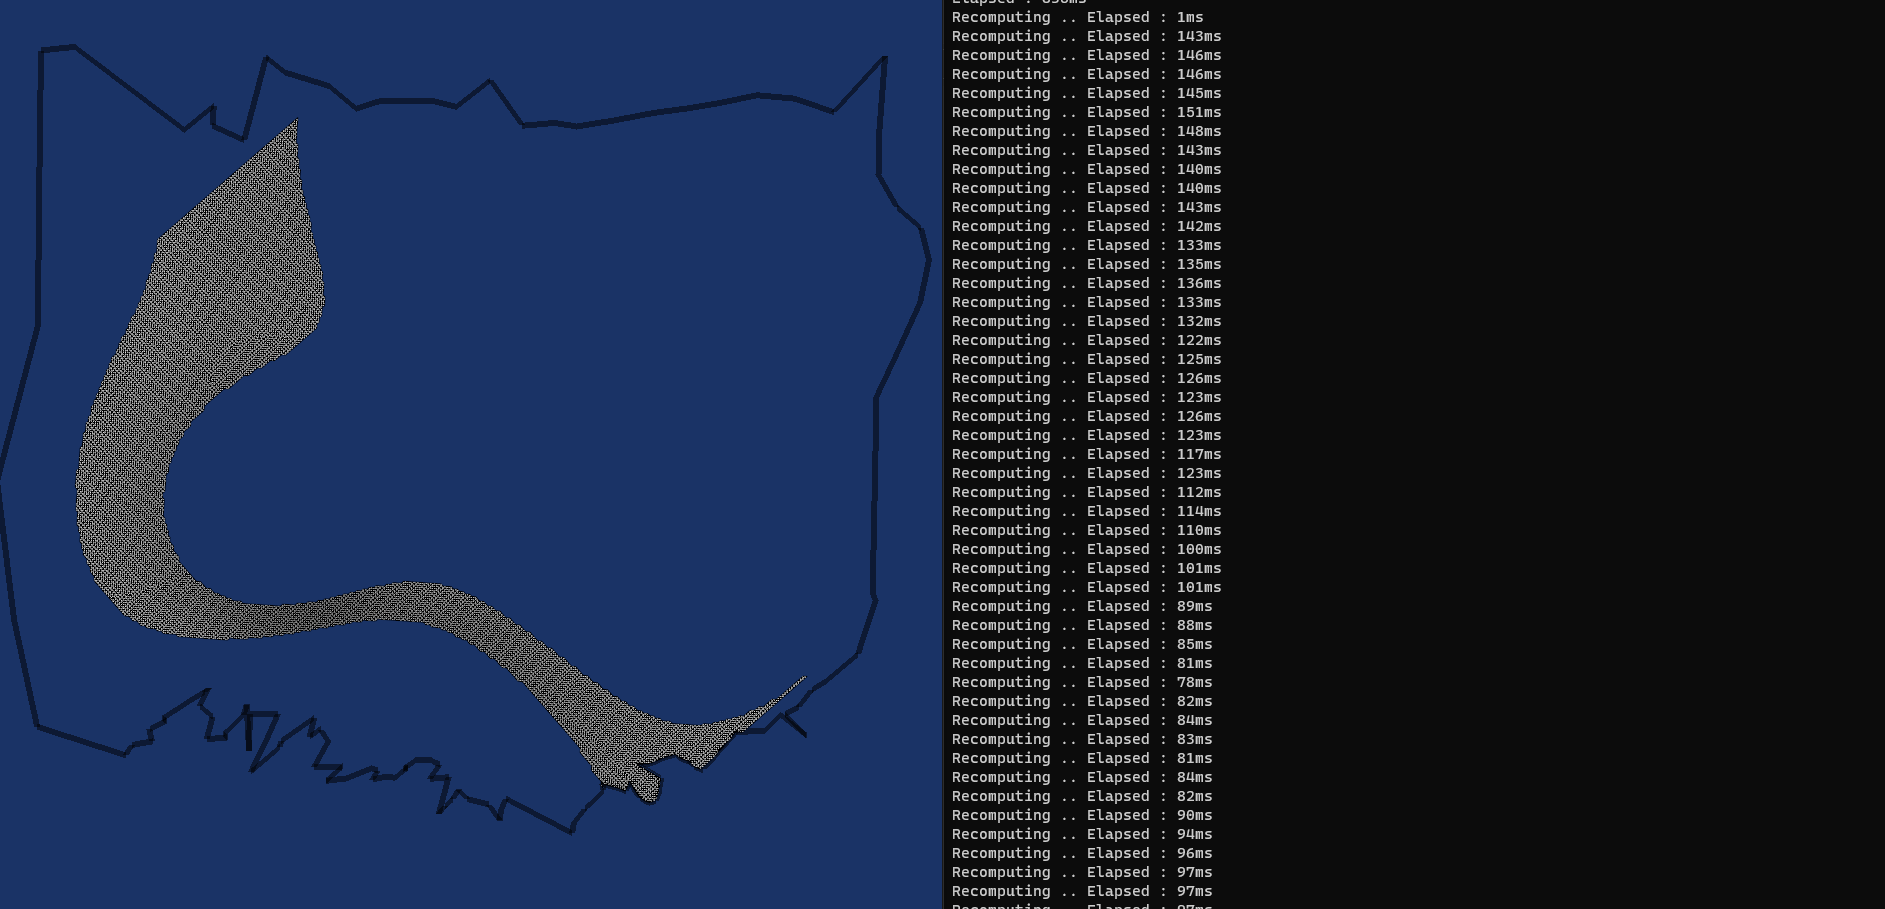 Recomputing .. Elapsed : 1ms
Recomputing .. Elapsed : 143ms
Recomputing .. Elapsed : 146ms
Recomputing .. Elapsed : 146ms
Recomputing .. Elapsed : 145ms
Recomputing .. Elapsed : 151ms
Recomputing .. Elapsed : 148ms
Recomputing .. Elapsed : 143ms
Recomputing .. Elapsed : 140ms
Recomputing .. Elapsed : 140ms
Recomputing .. Elapsed : 143ms
Recomputing .. Elapsed : 142ms
Recomputing .. Elapsed : 133ms
Recomputing .. Elapsed : 135ms
Recomputing .. Elapsed : 136ms
Recomputing .. Elapsed : 133ms
Recomputing .. Elapsed : 132ms
Recomputing .. Elapsed : 122ms
Recomputing .. Elapsed : 125ms
Recomputing .. Elapsed : 126ms
Recomputing .. Elapsed : 123ms
Recomputing .. Elapsed : 126ms
Recomputing .. Elapsed : 123ms
Recomputing .. Elapsed : 117ms
Recomputing .. Elapsed : 123ms
Recomputing .. Elapsed : 112ms
Recomputing .. Elapsed : 114ms
Recomputing .. Elapsed : 110ms
Recomputing .. Elapsed : 100ms
Recomputing .. Elapsed : 101ms
Recomputing .. Elapsed : 101ms
Recomputing .. Elapsed : 89ms
Recomputing .. Elapsed : 88ms
Recomputing .. Elapsed : 85ms
Recomputing .. Elapsed : 81ms
Recomputing .. Elapsed : 78ms
Recomputing .. Elapsed : 82ms
Recomputing .. Elapsed : 84ms
Recomputing .. Elapsed : 83ms
Recomputing .. Elapsed : 81ms
Recomputing .. Elapsed : 84ms
Recomputing .. Elapsed : 82ms
Recomputing .. Elapsed : 90ms
Recomputing .. Elapsed : 94ms
Recomputing .. Elapsed : 96ms
Recomputing .. Elapsed : 97ms
Recomputing .. Elapsed : 97ms